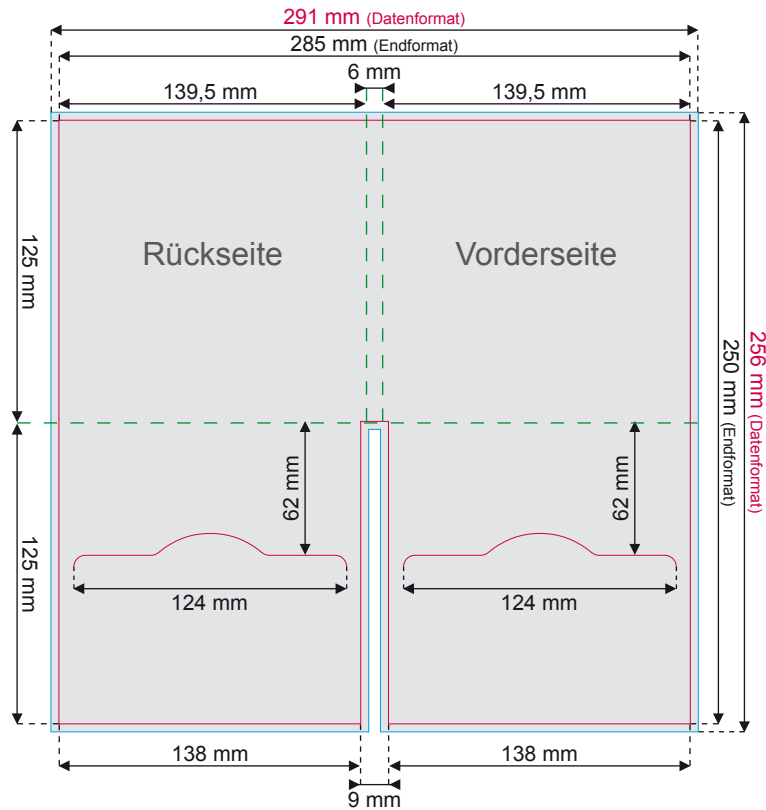 291 mm (Datenformat)
285 mm (Endformat)
6 mm
139,5 mm
139,5 mm
125 mm
Rückseite
Vorderseite
250 mm (Endformat)
256 mm (Datenformat)
125 mm
62 mm
62 mm
124 mm
124 mm
138 mm
138 mm
9 mm